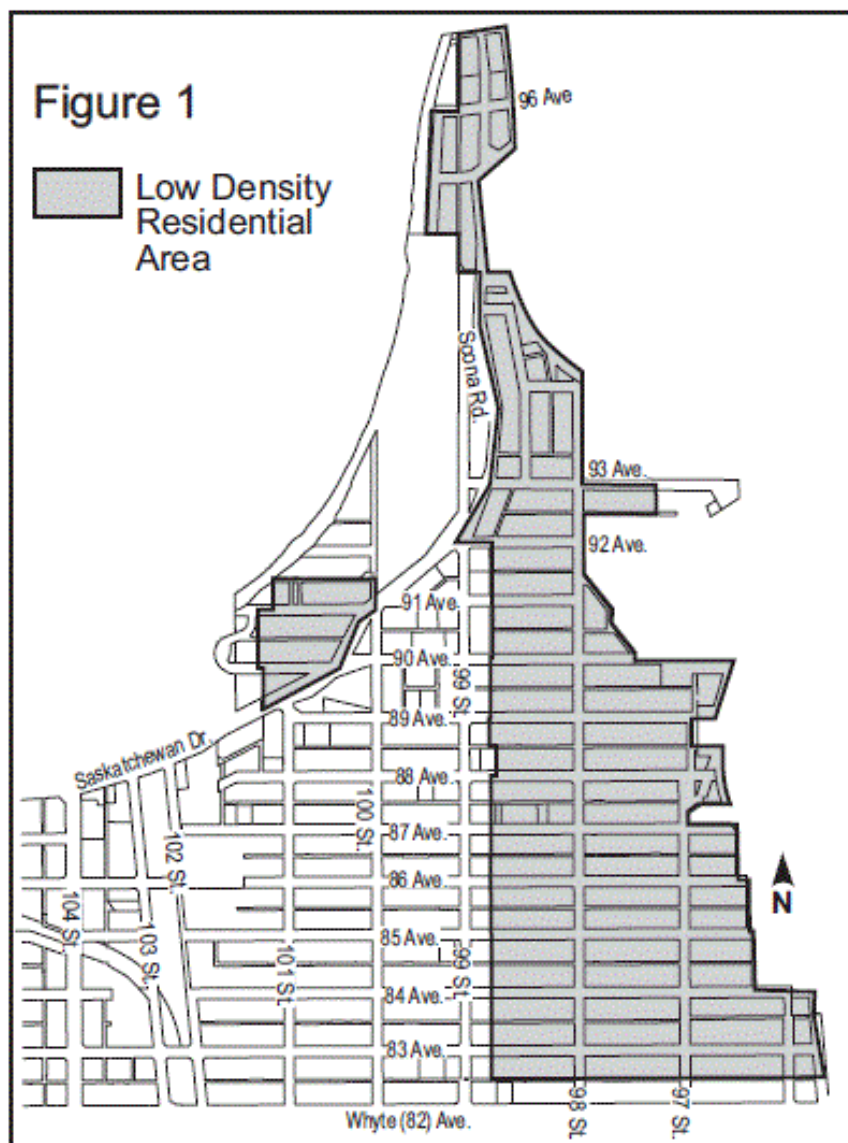 Figure 1
Low Density
Residential
Area
96 Ave
Scona Rd.
93 Ave.
92 Ave.
91 Ave.
90 Ave.
99 St.
89 Ave.
Saskatchewan Dr.
88 Ave.
100 St.
87 Ave.
102 St.
86 Ave.
N
104 St.
103 St.
85 Ave.
101 St.
99 St.
84 Ave.
83 Ave.
98 St.
97 St.
Whyte (82) Ave.